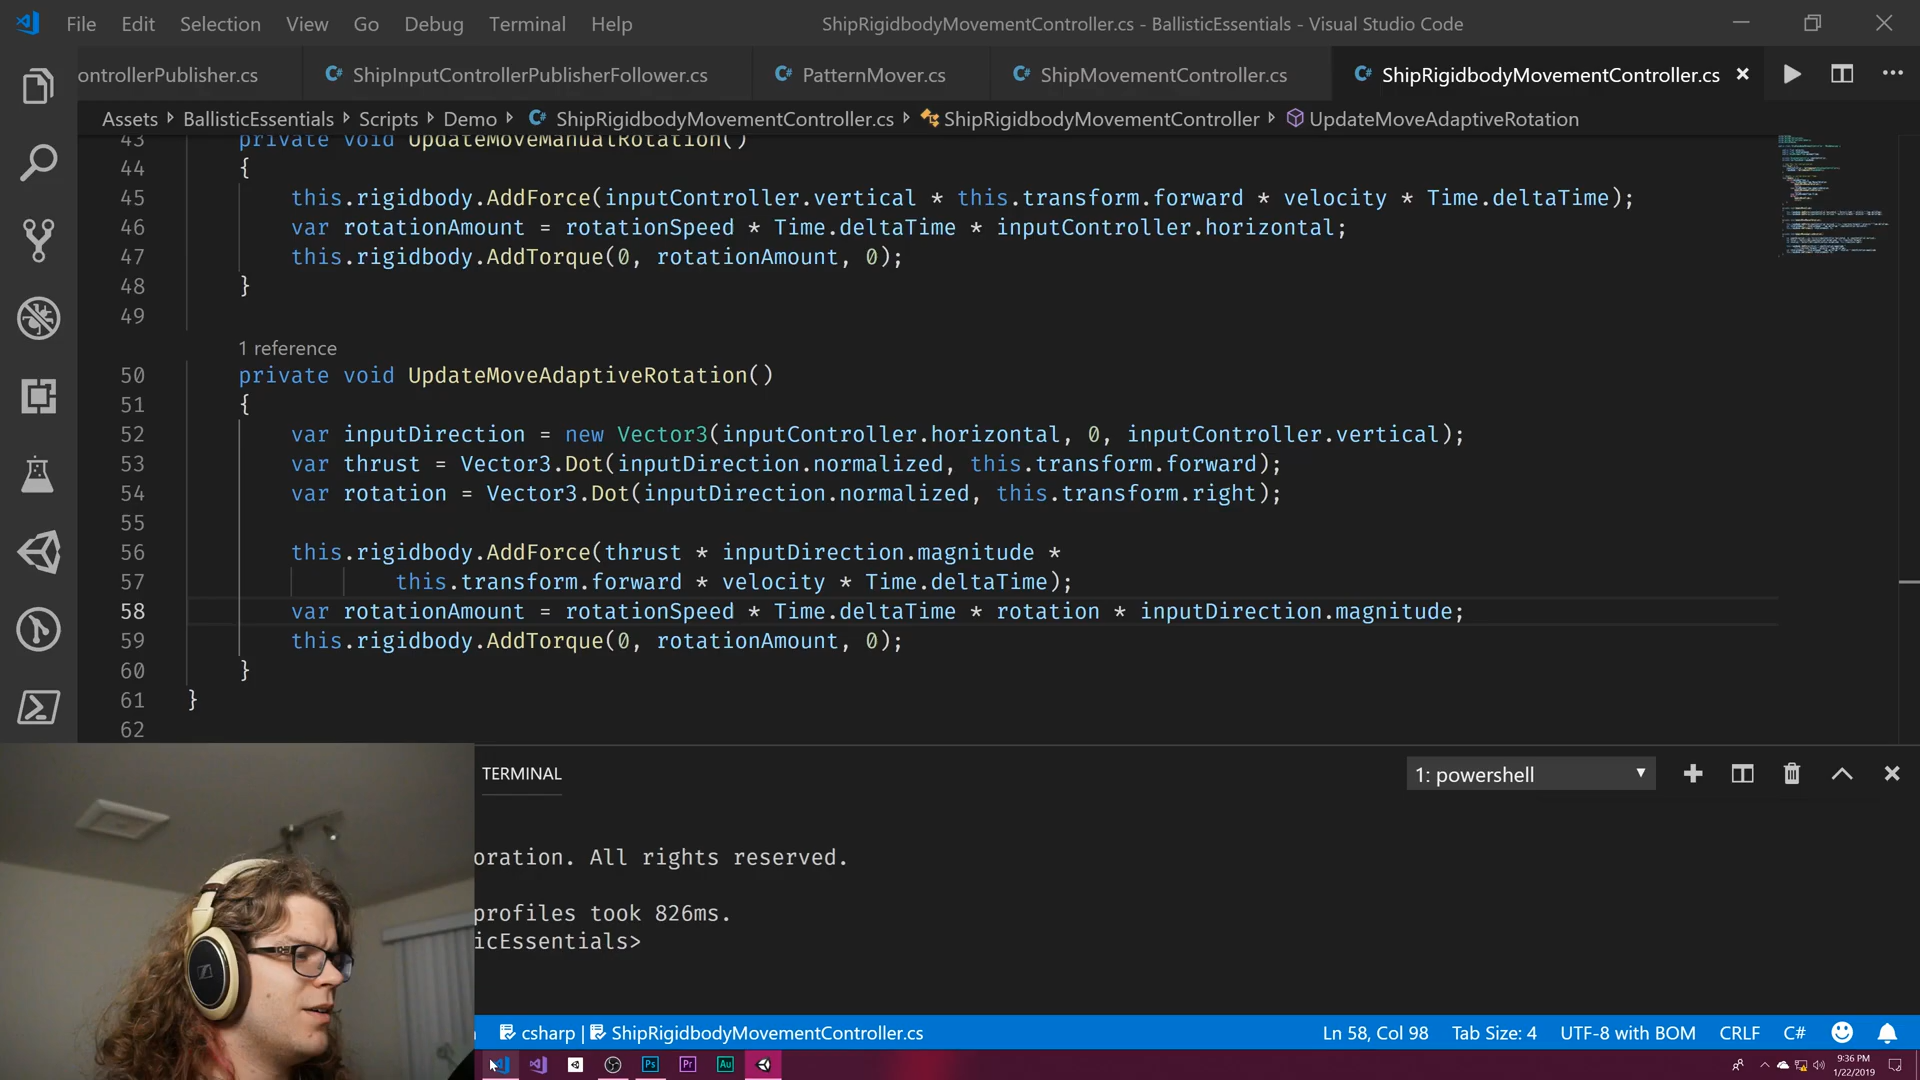 File Edit Selection View Go Debug Terminal Help ShipRigidbodyMovementController.cs - BallisticEssentials - Visual Studio Code
ontrollerPublisher.cs ShipInputControllerPublisherFollower.cs PatternMover.cs ShipMovementController.cs ShipRigidbodyMovementController.cs
Assets BallisticEssentials Scripts Demo ShipRigidbodyMovementController.cs ShipRigidbodyMovementController UpdateMoveAdaptiveRotation
43 private void UpdateMoveManualRotation()
44 {
45 this.rigidbody.AddForce(inputController.vertical * this.transform.forward * velocity * Time.deltaTime);
46 var rotationAmount = rotationSpeed * Time.deltaTime * inputController.horizontal;
47 this.rigidbody.AddTorque(0, rotationAmount, 0);
48 }
49
1 reference
50 private void UpdateMoveAdaptiveRotation()
51 {
52 var inputDirection = new Vector3(inputController.horizontal, 0, inputController.vertical);
53 var thrust = Vector3.Dot(inputDirection.normalized, this.transform.forward);
54 var rotation = Vector3.Dot(inputDirection.normalized, this.transform.right);
55
56 this.rigidbody.AddForce(thrust * inputDirection.magnitude *
57 this.transform.forward * velocity * Time.deltaTime);
58 var rotationAmount = rotationSpeed * Time.deltaTime * rotation * inputDirection.magnitude;
59 this.rigidbody.AddTorque(0, rotationAmount, 0);
60 }
61 }
62
TERMINAL 1: powershell
oration. All rights reserved.
profiles took 826ms.
icEssentials>
csharp | ShipRigidbodyMovementController.cs Ln 58, Col 98 Tab Size: 4 UTF-8 with BOM CRLF C#
Ps Pr Au
9:36 PM
1/22/2019